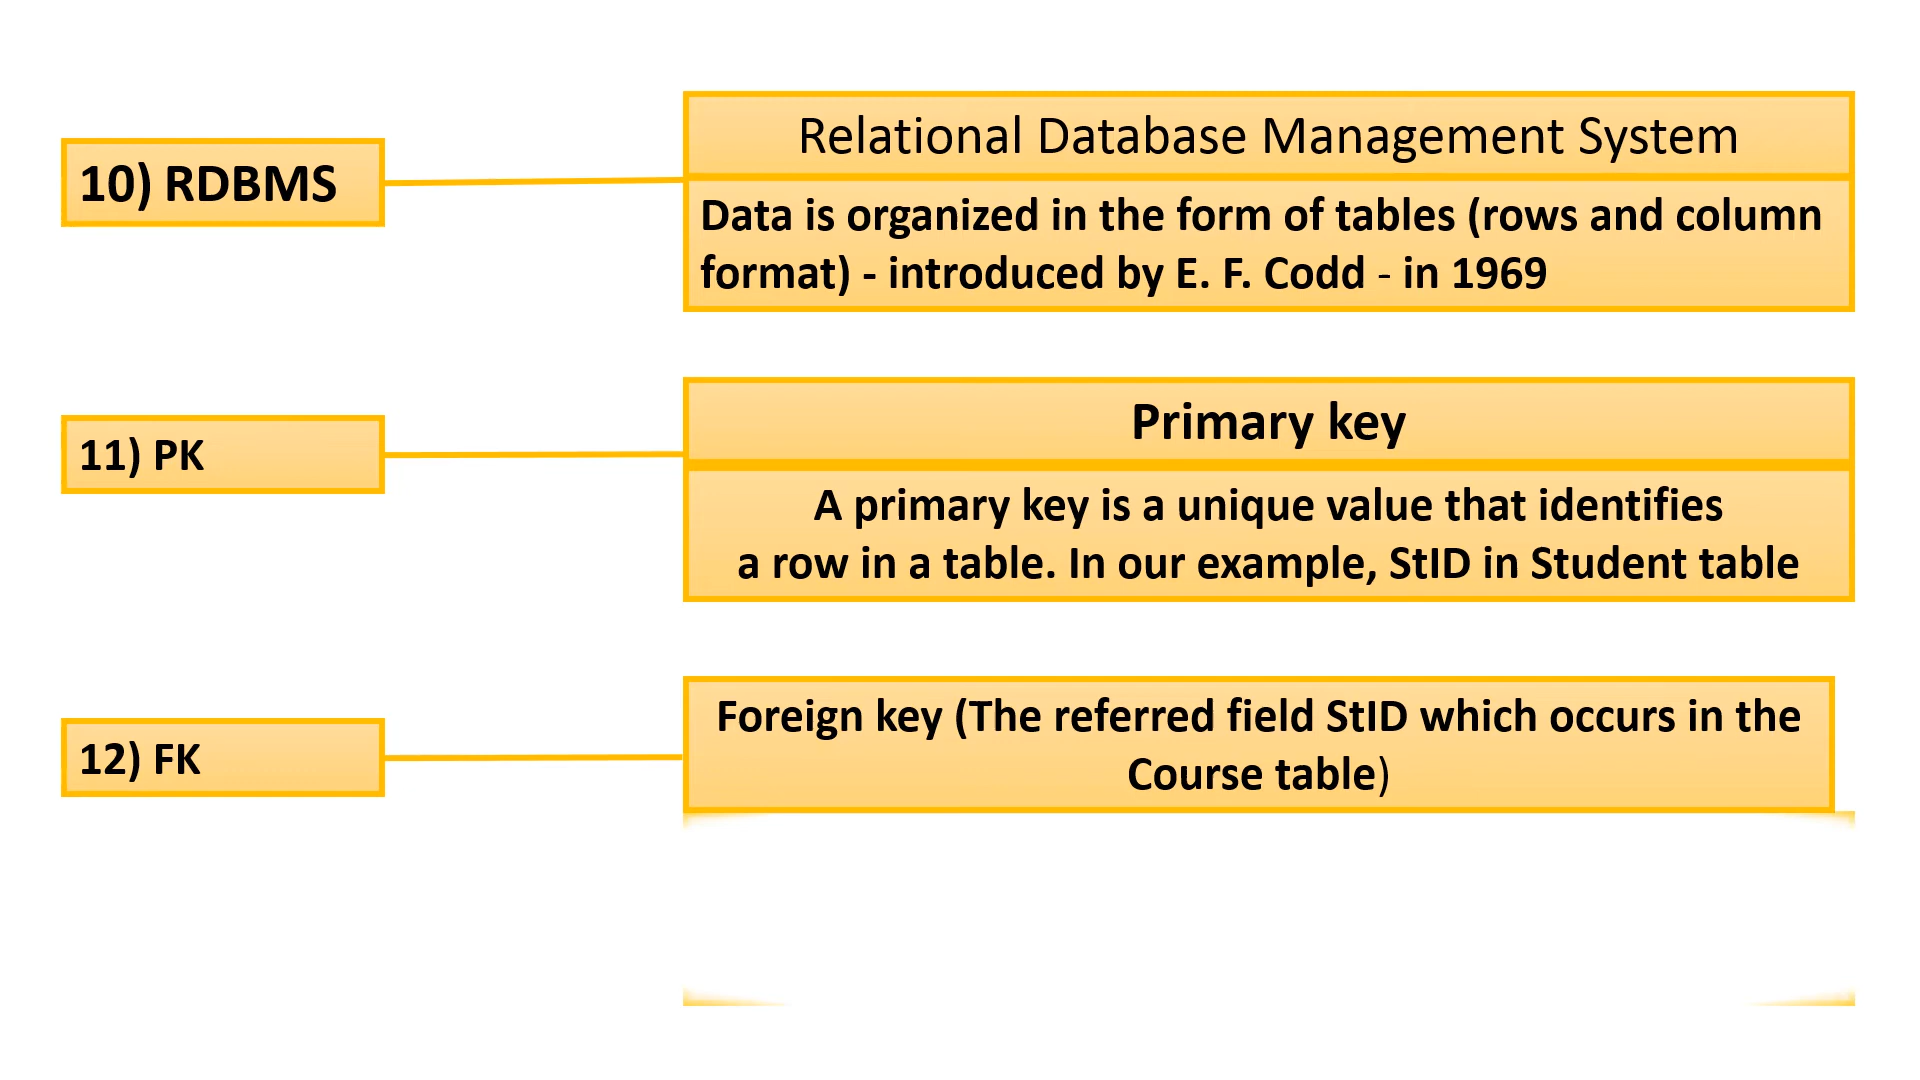 10) RDBMS
Relational Database Management System
Data is organized in the form of tables (rows and column
format) - introduced by E. F. Codd - in 1969
11) PK
Primary key
A primary key is a unique value that identifies
a row in a table. In our example, StID in Student table
12) FK
Foreign key (The referred field StID which occurs in the
Course table)